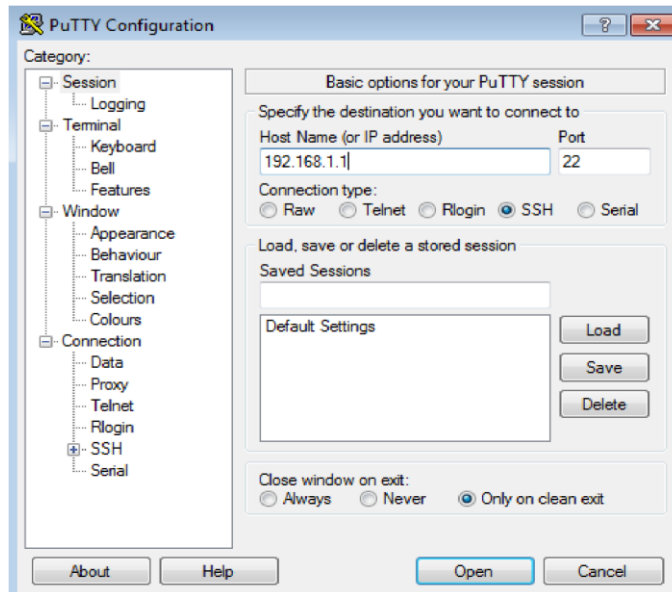 PuTTY Configuration
Category:
Session
Logging
Terminal
Keyboard
Bell
Features
Window
Appearance
Behaviour
Translation
Selection
Colours
Connection
Data
Proxy
Telnet
Rlogin
SSH
Serial
Basic options for your PuTTY session
Specify the destination you want to connect to
Host Name (or IP address) Port
192.168.1.1 22
Connection type:
Raw Telnet Rlogin SSH Serial
Load, save or delete a stored session
Saved Sessions
Default Settings
Load
Save
Delete
Close window on exit:
Always Never Only on clean exit
About Help Open Cancel